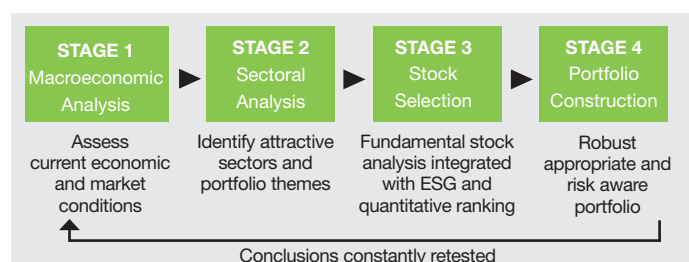 STAGE 1
Macroeconomic
Analysis
Assess
current economic
and market
conditions
STAGE 2
Sectoral
Analysis
Identify attractive
sectors and
portfolio themes
STAGE 3
Stock
Selection
Fundamental stock
analysis integrated
with ESG and
quantitative ranking
STAGE 4
Portfolio
Construction
Robust
appropriate and
risk aware
portfolio
Conclusions constantly retested